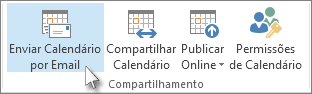 Enviar Calendário
por Email
Compartilhar
Calendário
Publicar
Online
Permissões
de Calendário
Compartilhamento